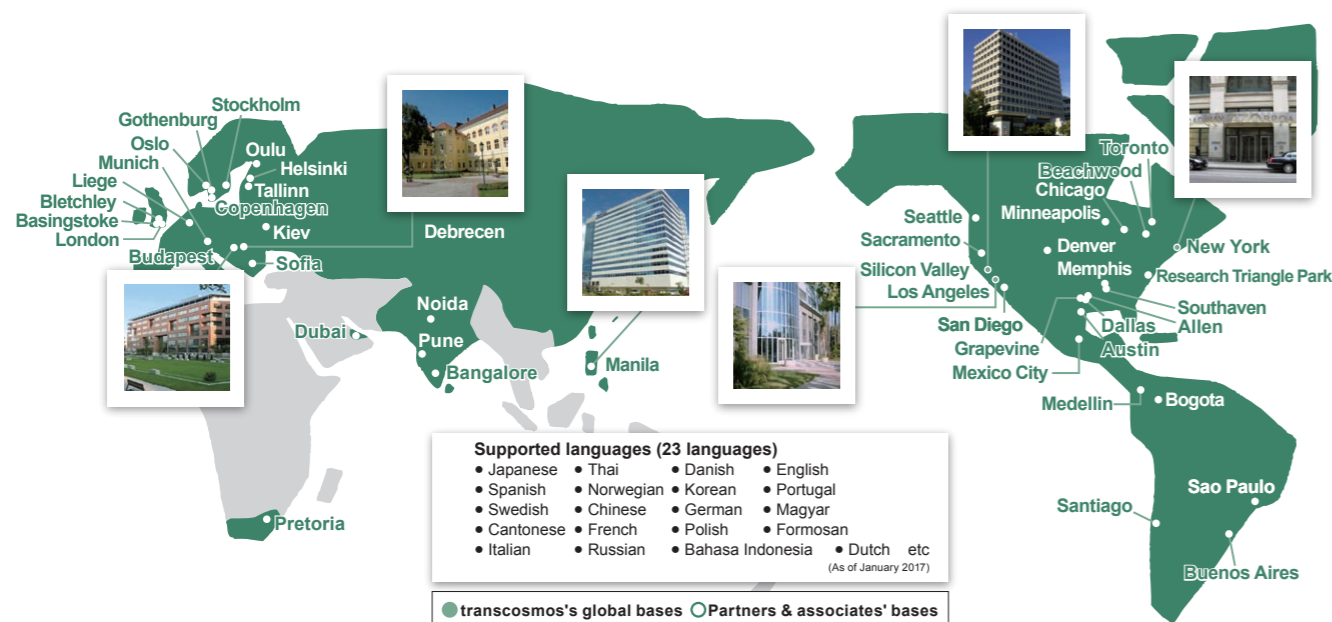 Stockholm
Gothenburg
Oslo
Munich
Liege
Bletchley
Basingstoke
London
Budapest
Oulu
Helsinki
Tallinn
Copenhagen
Kiev
Sofia
Debrecen
Dubai
Noida
Pune
Bangalore
Manila
Pretoria
Seattle
Sacramento
Silicon Valley
Los Angeles
San Diego
Grapevine
Mexico City
Medellin
Toronto
Beachwood
Chicago
Minneapolis
Denver
Memphis
New York
Research Triangle Park
Southaven
Allen
Dallas
Austin
Bogota
Sao Paulo
Santiago
Buenos Aires
Supported languages (23 languages)
● Japanese ● Thai ● Danish ● English
● Spanish ● Norwegian ● Korean ● Portugal
● Swedish ● Chinese ● German ● Magyar
● Cantonese ● French ● Polish ● Formosan
● Italian ● Russian ● Bahasa Indonesia ● Dutch etc
(As of January 2017)
transcosmos's global bases Partners & associates' bases